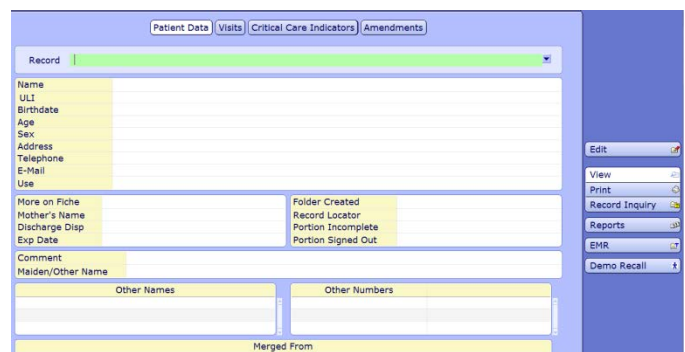 Patient Data Visits Critical Care Indicators Amendments
Record
Name
ULI
Birthdate
Age
Sex
Address
Telephone
E-Mail
Use
More on Fiche
Mother's Name
Discharge Disp
Exp Date
Folder Created
Record Locator
Portion Incomplete
Portion Signed Out
Comment
Maiden/Other Name
Other Names
Other Numbers
Merged From
Edit
View
Print
Record Inquiry
Reports
EMR
Demo Recall